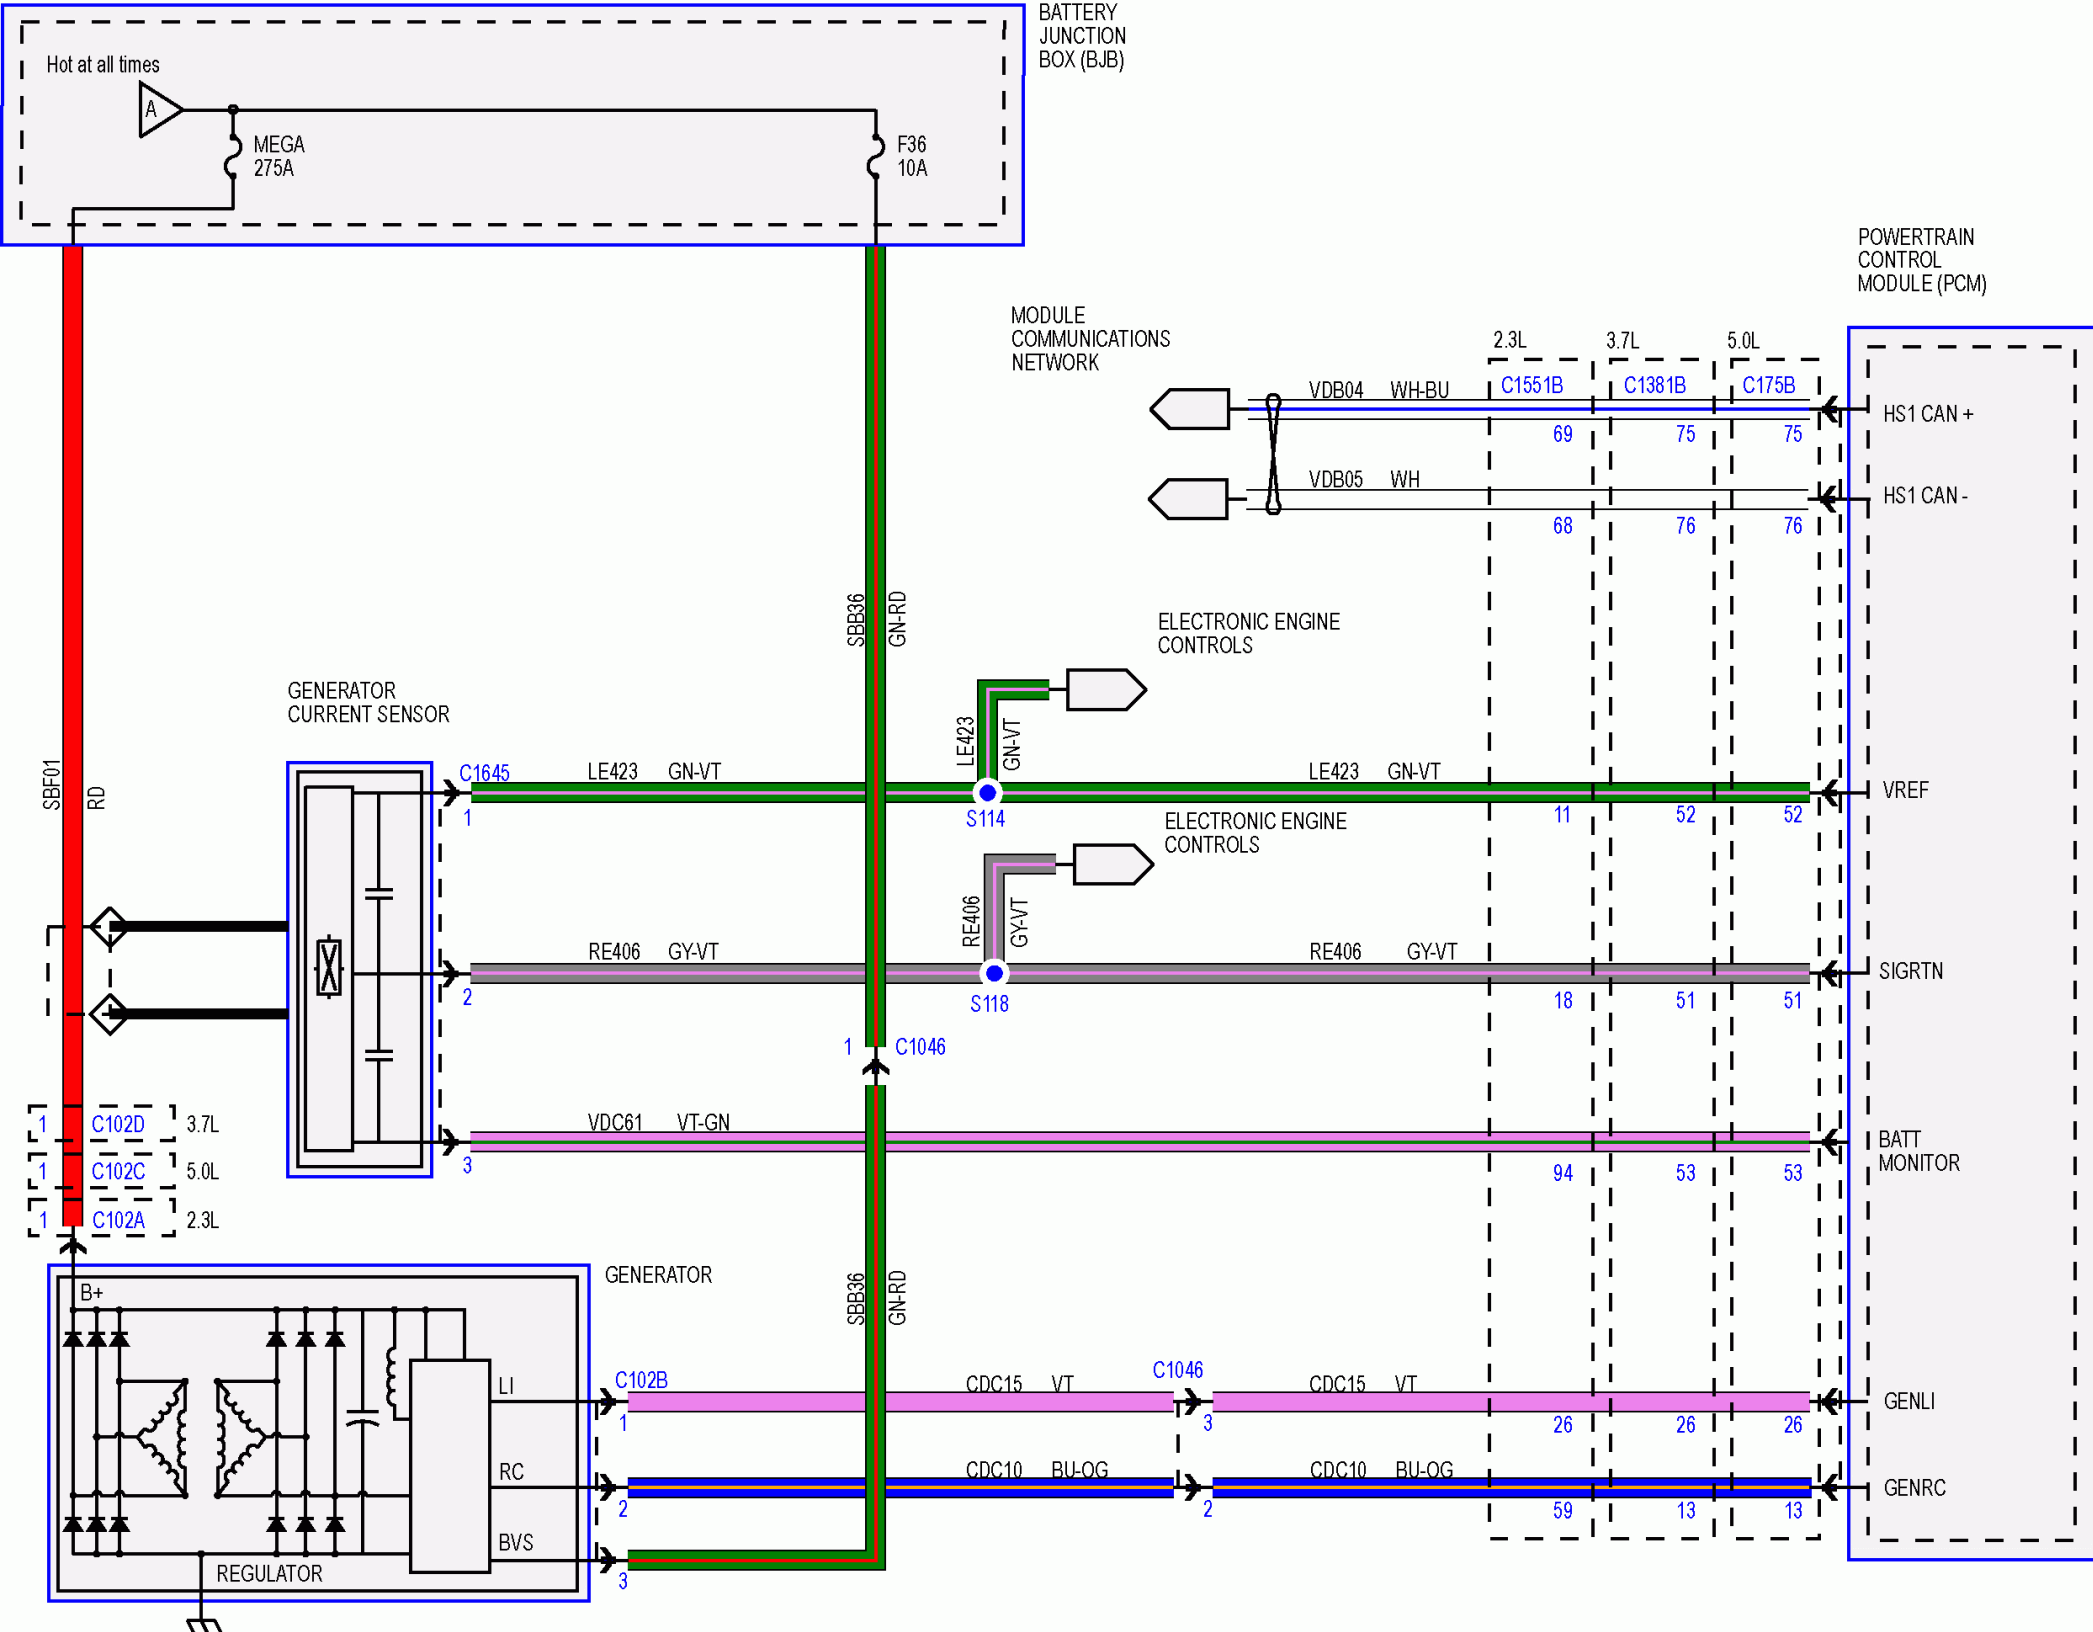 BATTERY
JUNCTION
BOX (BJB)
Hot at all times
A
MEGA
275A
F36
10A
POWERTRAIN
CONTROL
MODULE (PCM)
MODULE
COMMUNICATIONS
NETWORK
2.3L
3.7L
5.0L
C1551B
C1381B
C175B
VDB04 WH-BU
69 75 75
HS1 CAN +
VDB05 WH
68 76 76
HS1 CAN -
SBB36
GN-RD
ELECTRONIC ENGINE
CONTROLS
GENERATOR
CURRENT SENSOR
LE423
GN-VT
SBF01
RD
C1645
1
LE423 GN-VT
S114
LE423 GN-VT
11 52 52
VREF
ELECTRONIC ENGINE
CONTROLS
RE406
GY-VT
2
RE406 GY-VT
S118
RE406 GY-VT
18 51 51
SIGRTN
1 C1046
1 C102D 3.7L
1 C102C 5.0L
1 C102A 2.3L
3
VDC61 VT-GN
94 53 53
BATT
MONITOR
GENERATOR
B+
SBB36
GN-RD
LI
C102B
1
CDC15 VT
C1046
3
CDC15 VT
26 26 26
GENLI
RC
2
CDC10 BU-OG
2
CDC10 BU-OG
59 13 13
GENRC
BVS
3
REGULATOR